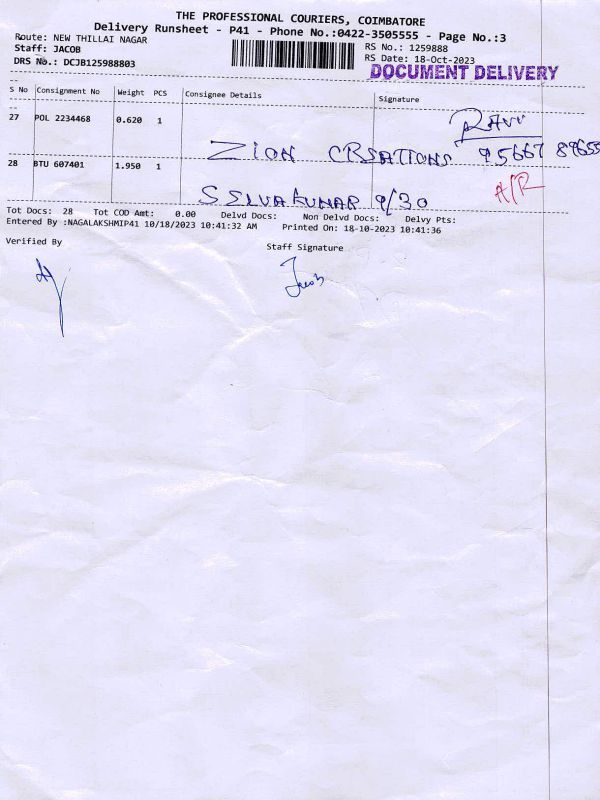 THE PROFESSIONAL COURIERS, COIMBATORE
Delivery Runsheet - P41 - Phone No.:0422-3505555 - Page No.:3
Route: NEW THILLAI NAGAR
RS No.: 1259888
Staff: JACOB
RS Date: 18-Oct-2023
DRS No.: DCJB125988803
DOCUMENT DELIVERY
S No Consignment No Weight PCS Consignee Details Signature
27 POL 2234468 0.620 1
RAVV
ZION CREATIONS 95667 89655
28 BTU 607401 1.950 1
A/R
SELVAKUMAR 9/30
Tot Docs: 28 Tot COD Amt: 0.00 Delvd Docs: Non Delvd Docs: Delvy Pts:
Entered By :NAGALAKSHMIP41 10/18/2023 10:41:32 AM Printed On: 18-10-2023 10:41:36
Verified By
Staff Signature
Jacob